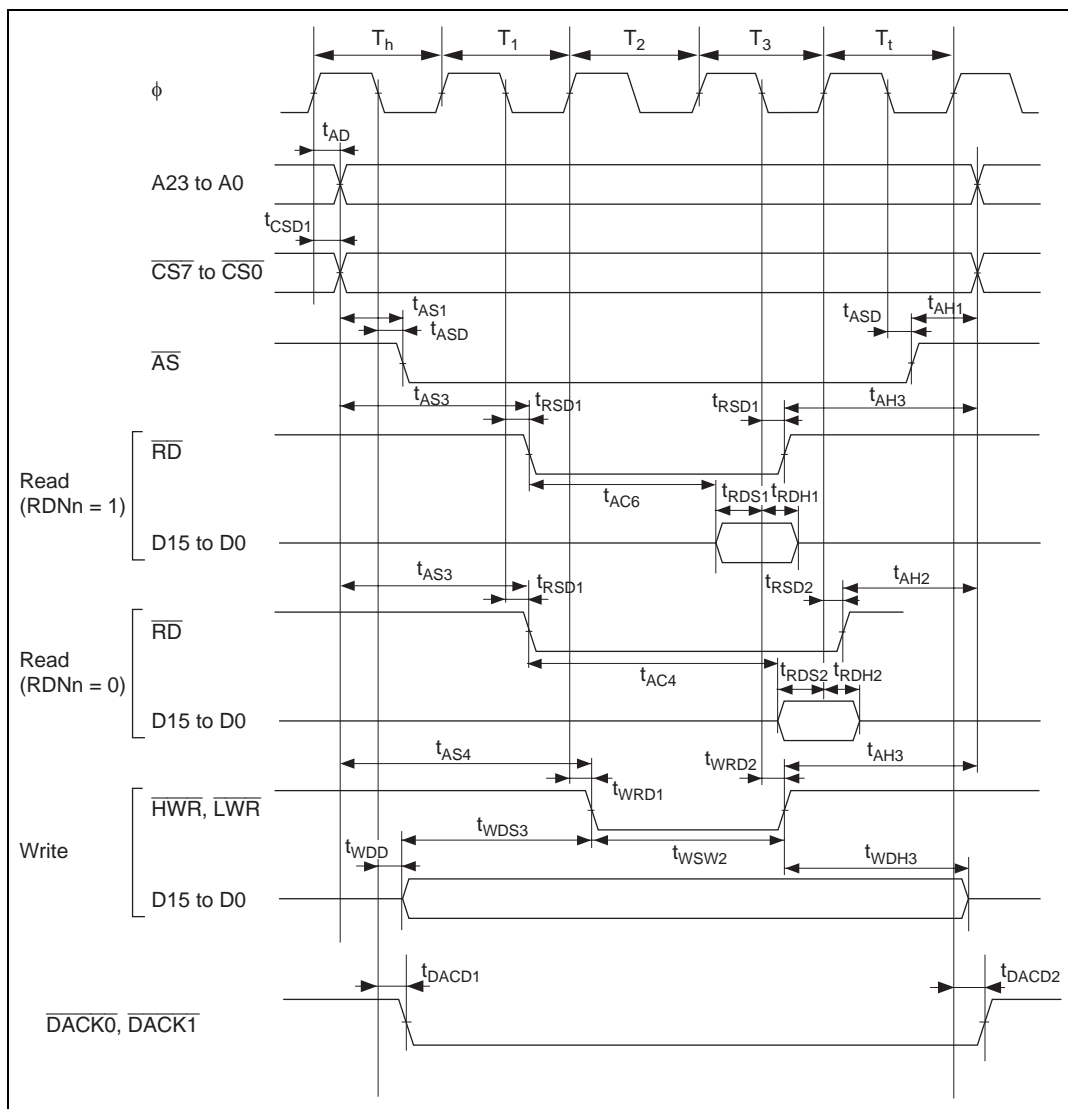 Th T1 T2 T3 Tt
ϕ
tAD
A23 to A0
tCSD1
CS7 to CS0
tAS1
tASD
tASD
tAH1
AS
tAS3
tRSD1
tRSD1
tAH3
Read
(RDNn = 1)
RD
tAC6
tRDS1
tRDH1
D15 to D0
tAS3
tRSD1
tRSD2
tAH2
Read
(RDNn = 0)
RD
tAC4
tRDS2
tRDH2
D15 to D0
tAS4
tWRD1
tWRD2
tAH3
Write
HWR, LWR
tWDD
tWDS3
tWSW2
tWDH3
D15 to D0
tDACD1
tDACD2
DACK0, DACK1